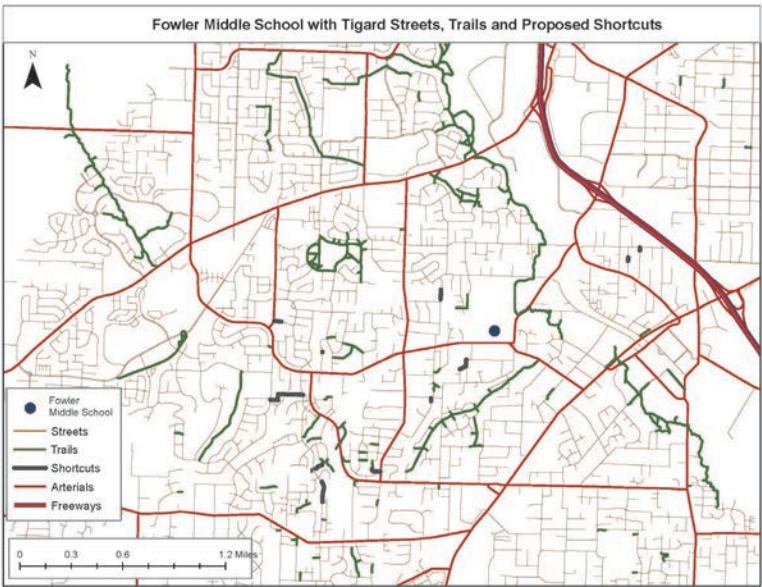 Fowler Middle School with Tigard Streets, Trails and Proposed Shortcuts
N
Fowler
Middle School
Streets
Trails
Shortcuts
Arterials
Freeways
0 0.3 0.6 1.2 Miles